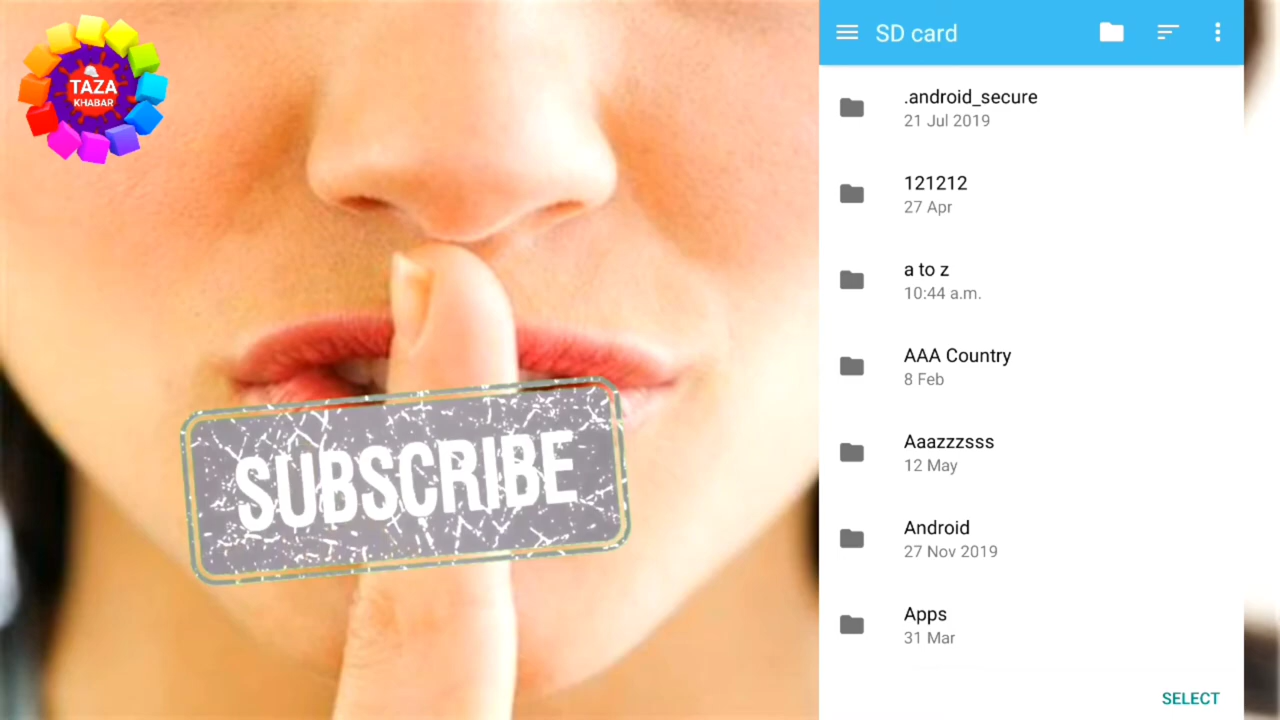 TAZA
KHABAR
SUBSCRIBE
SD card
.android_secure
21 Jul 2019
121212
27 Apr
a to z
10:44 a.m.
AAA Country
8 Feb
Aaazzzsss
12 May
Android
27 Nov 2019
Apps
31 Mar
SELECT